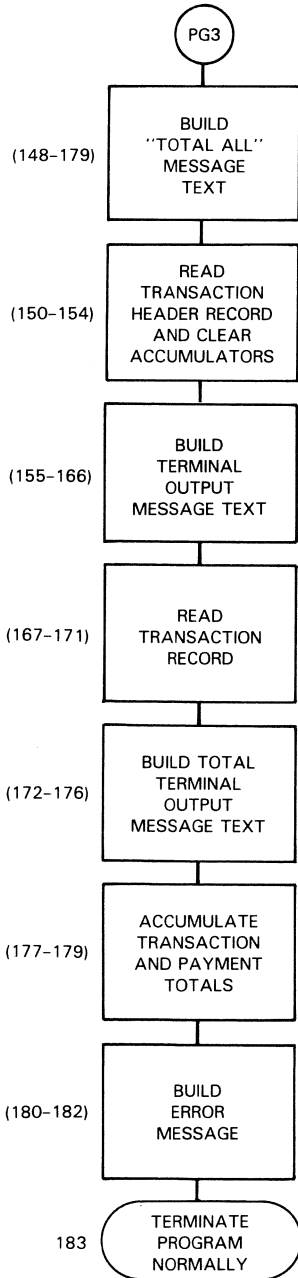 PG3
(148–179)
BUILD
"TOTAL ALL"
MESSAGE
TEXT
(150–154)
READ
TRANSACTION
HEADER RECORD
AND CLEAR
ACCUMULATORS
(155–166)
BUILD
TERMINAL
OUTPUT
MESSAGE TEXT
(167–171)
READ
TRANSACTION
RECORD
(172–176)
BUILD TOTAL
TERMINAL
OUTPUT
MESSAGE TEXT
(177–179)
ACCUMULATE
TRANSACTION
AND PAYMENT
TOTALS
(180–182)
BUILD
ERROR
MESSAGE
183
TERMINATE
PROGRAM
NORMALLY